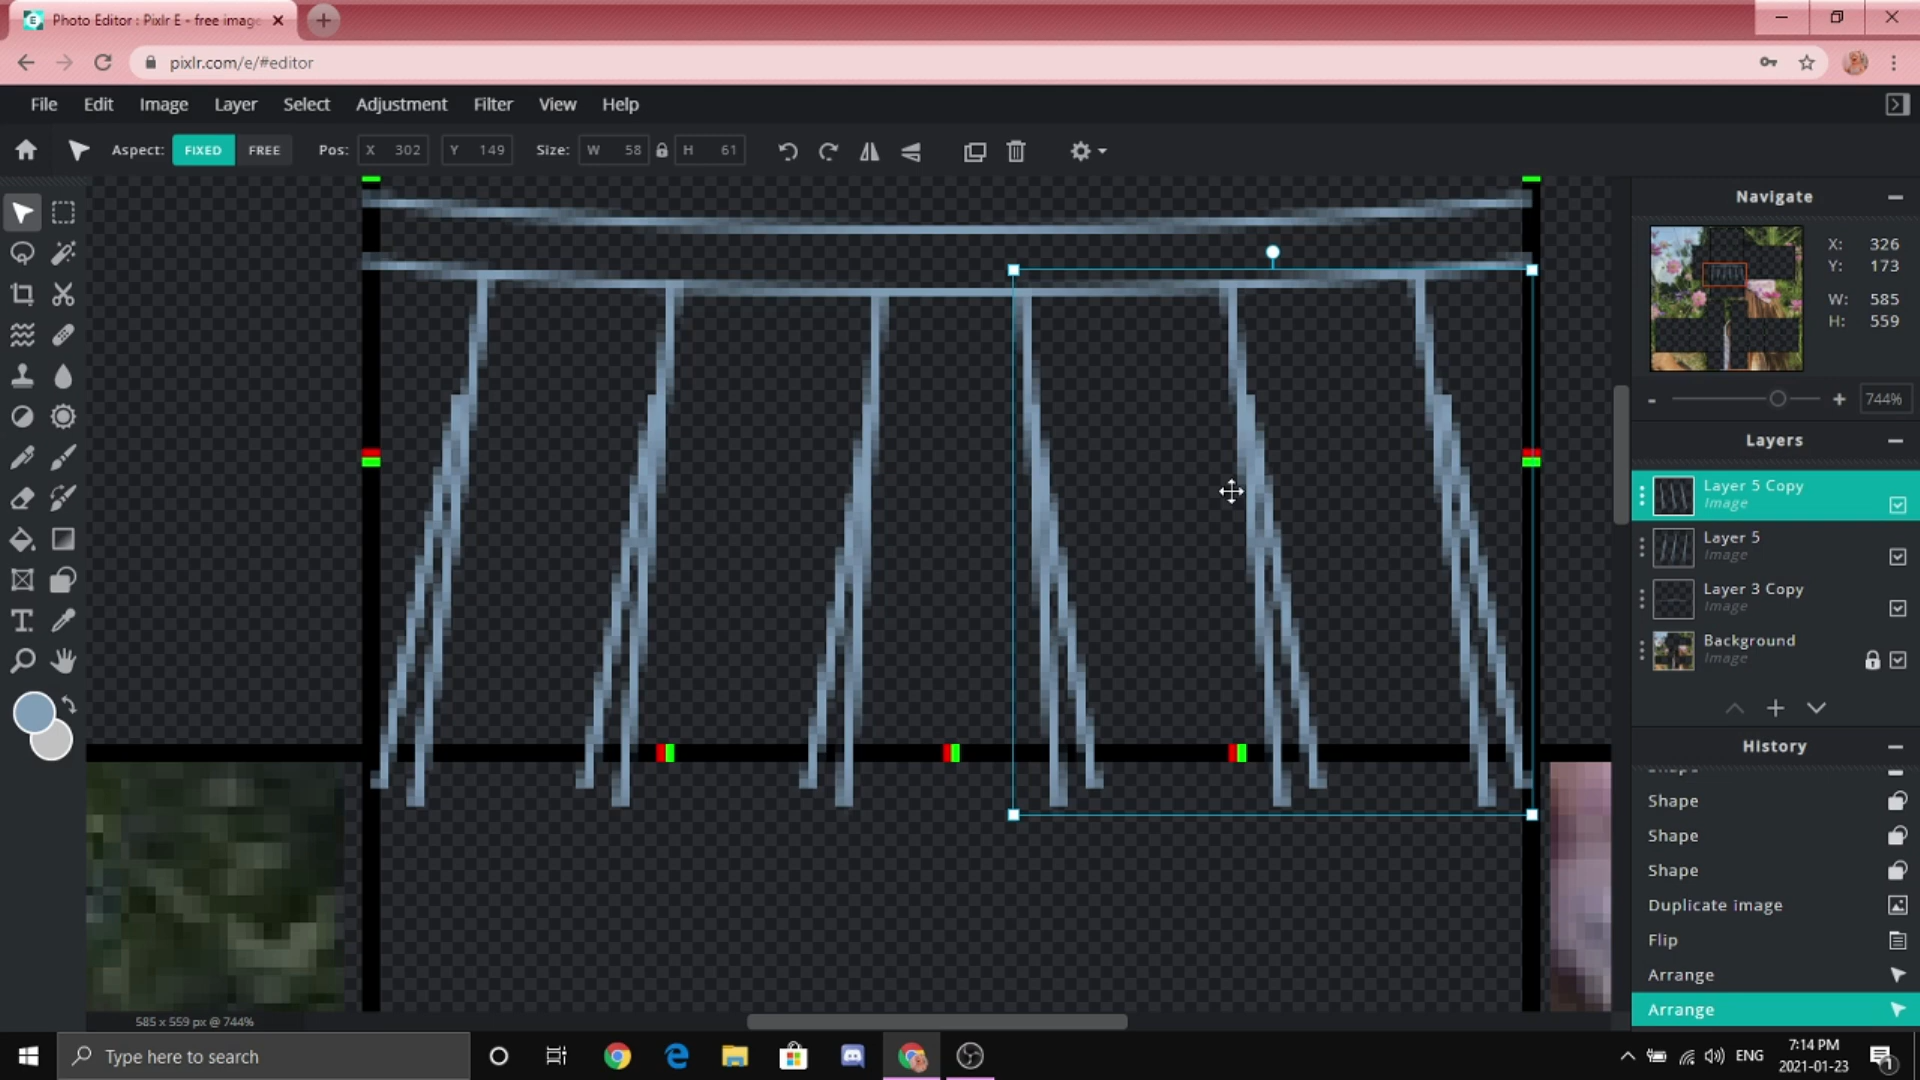 Photo Editor : Pixlr E - free imag
pixlr.com/e/#editor
File Edit Image Layer Select Adjustment Filter View Help
Aspect: FIXED FREE Pos: X 302 Y 149 Size: W 58 H 61
Navigate
X: 326
Y: 173
W: 585
H: 559
- + 744%
Layers
Layer 5 Copy
Image
Layer 5
Image
Layer 3 Copy
Image
Background
Image
History
Shape
Shape
Shape
Shape
Duplicate image
Flip
Arrange
Arrange
585 x 559 px @ 744%
Type here to search
ENG
7:14 PM
2021-01-23
1